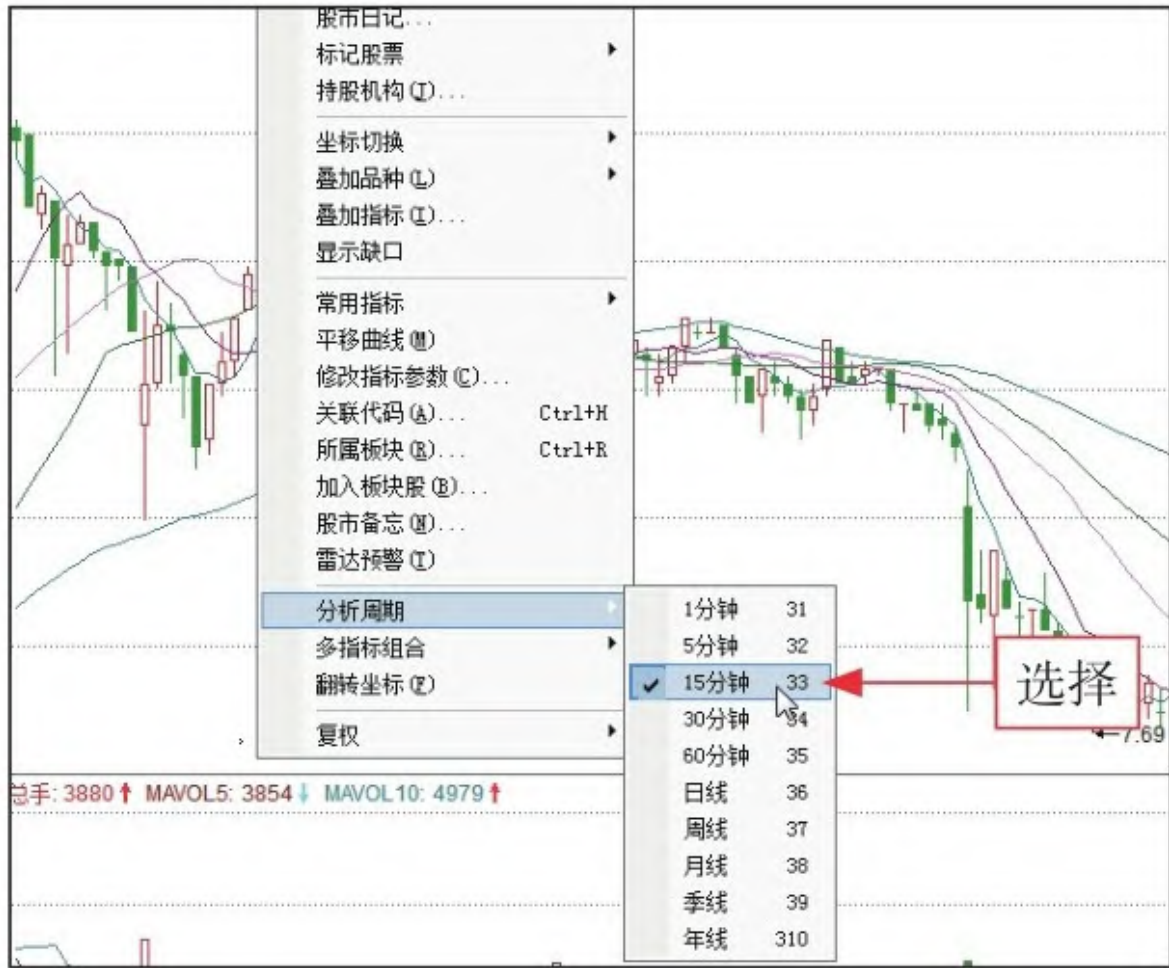 股市日记...
标记股票
持股机构(J)...
坐标切换
叠加品种(L)
叠加指标(I)...
显示缺口
常用指标
平移曲线(M)
修改指标参数(C)...
关联代码(A)... Ctrl+H
所属板块(R)... Ctrl+R
加入板块股(B)...
股市备忘(N)...
雷达预警(T)
分析周期
多指标组合
翻转坐标(F)
复权
1分钟 31
5分钟 32
15分钟 33
30分钟 34
60分钟 35
日线 36
周线 37
月线 38
季线 39
年线 310
选择
7.69
总手: 3880 MAVOL5: 3854 MAVOL10: 4979